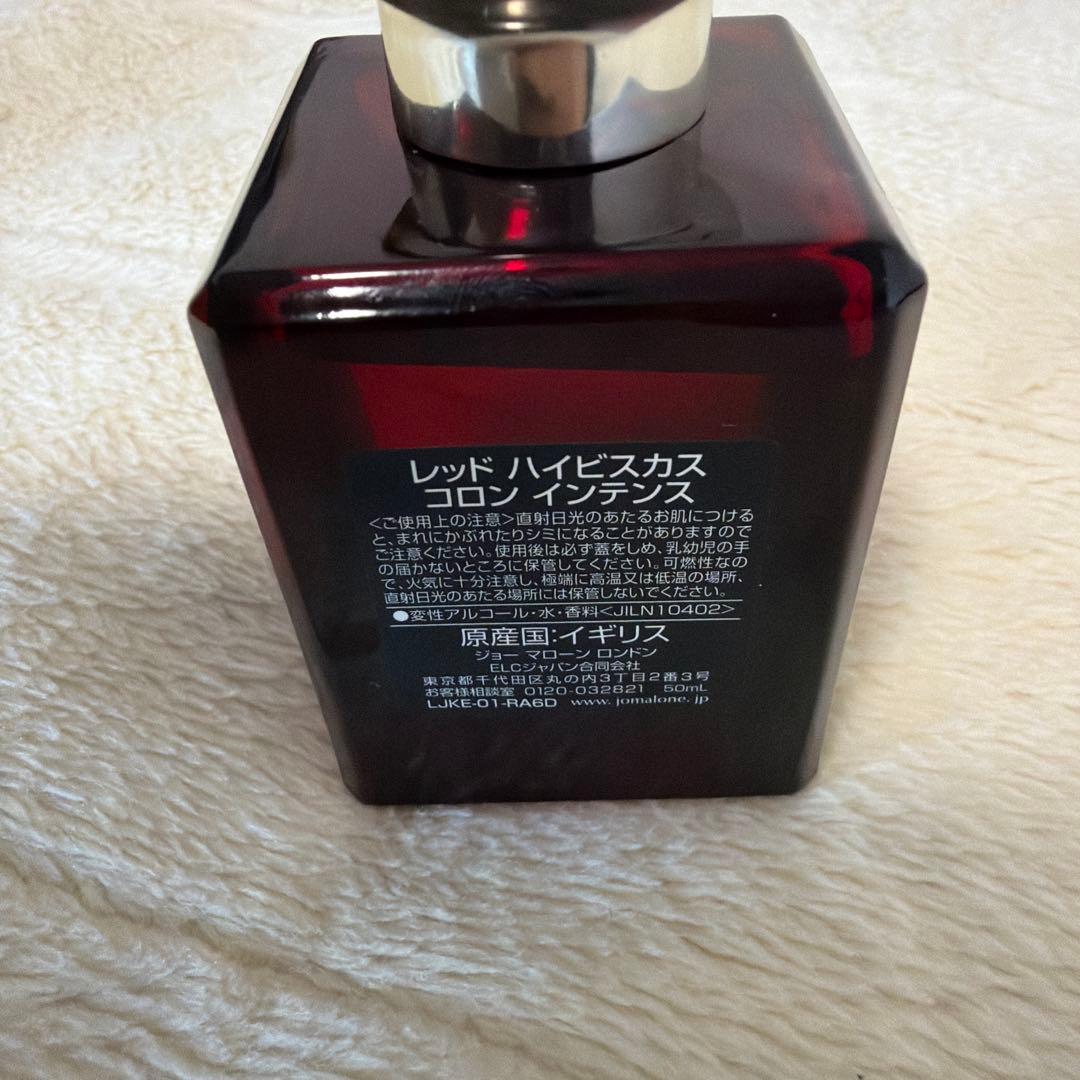 レッド ハイビスカス
コロン インテンス
<ご使用上の注意>直射日光のあたるお肌につける
と、まれにかぶれたりシミになることがありますので
ご注意ください。使用後は必ず蓋をしめ、乳幼児の手
の届かないところに保管してください。可燃性なの
で、火気に十分注意し、極端に高温又は低温の場所、
直射日光のあたる場所には保管しないでください。
●変性アルコール・水・香料<JILN10402>
原産国:イギリス
ジョー マローン ロンドン
ELCジャパン合同会社
東京都千代田区丸の内3丁目2番3号
お客様相談室 0120-032821 50mL
LJKE-01-RA6D www.jomalone.jp